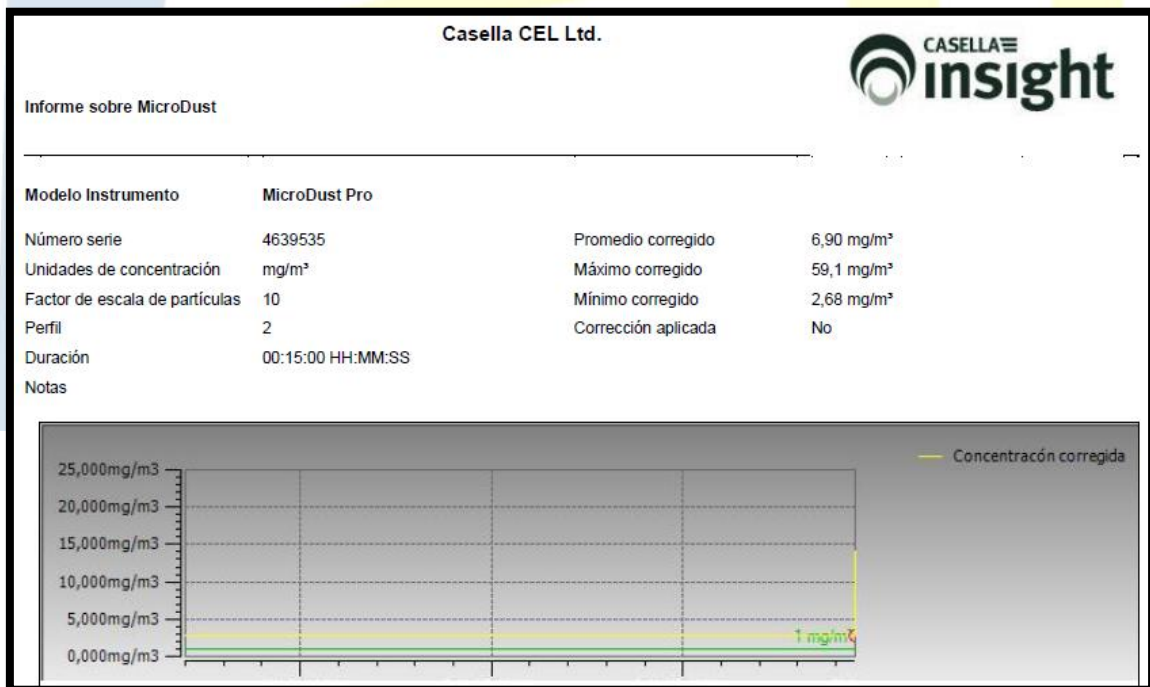 Casella CEL Ltd.
CASELLA
insight
Informe sobre MicroDust
Modelo Instrumento MicroDust Pro
Número serie 4639535 Promedio corregido 6,90 mg/m³
Unidades de concentración mg/m³ Máximo corregido 59,1 mg/m³
Factor de escala de partículas 10 Mínimo corregido 2,68 mg/m³
Perfil 2 Corrección aplicada No
Duración 00:15:00 HH:MM:SS
Notas
Concentracón corregida
25,000mg/m3
20,000mg/m3
15,000mg/m3
10,000mg/m3
5,000mg/m3
1 mg/m
0,000mg/m3